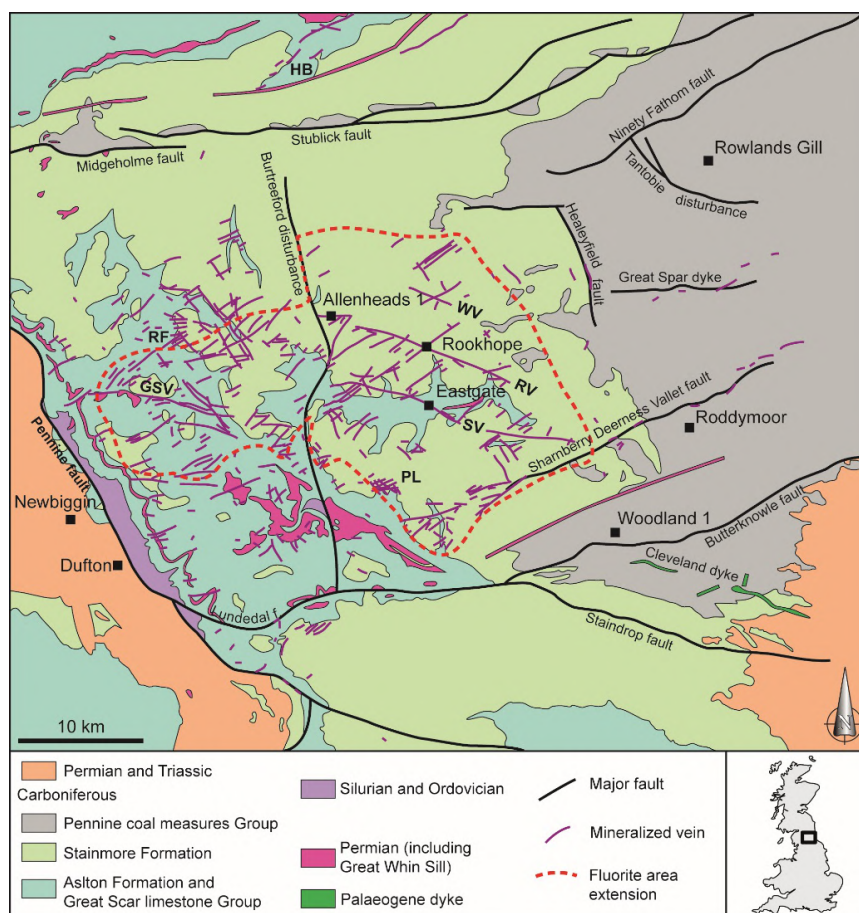 HB
Ninety Fathom fault
Stublick fault
Midgeholme fault
Rowlands Gill
Tantobie
disturbance
Burtreeford disturbance
Healeyfield
fault
Great Spar dyke
Allenheads 1
WV
RF
Rookhope
GSV
Eastgate
RV
SV
Shamberry Deerness Vallet fault
Roddymoor
Pennine fault
PL
Newbiggin
Woodland 1
Butterknowle fault
Dufton
Cleveland dyke
Lundedal f.
Staindrop fault
10 km
N
Permian and Triassic
Carboniferous
Pennine coal measures Group
Stainmore Formation
Aslton Formation and
Great Scar limestone Group
Silurian and Ordovician
Permian (including
Great Whin Sill)
Palaeogene dyke
Major fault
Mineralized vein
Fluorite area
extension